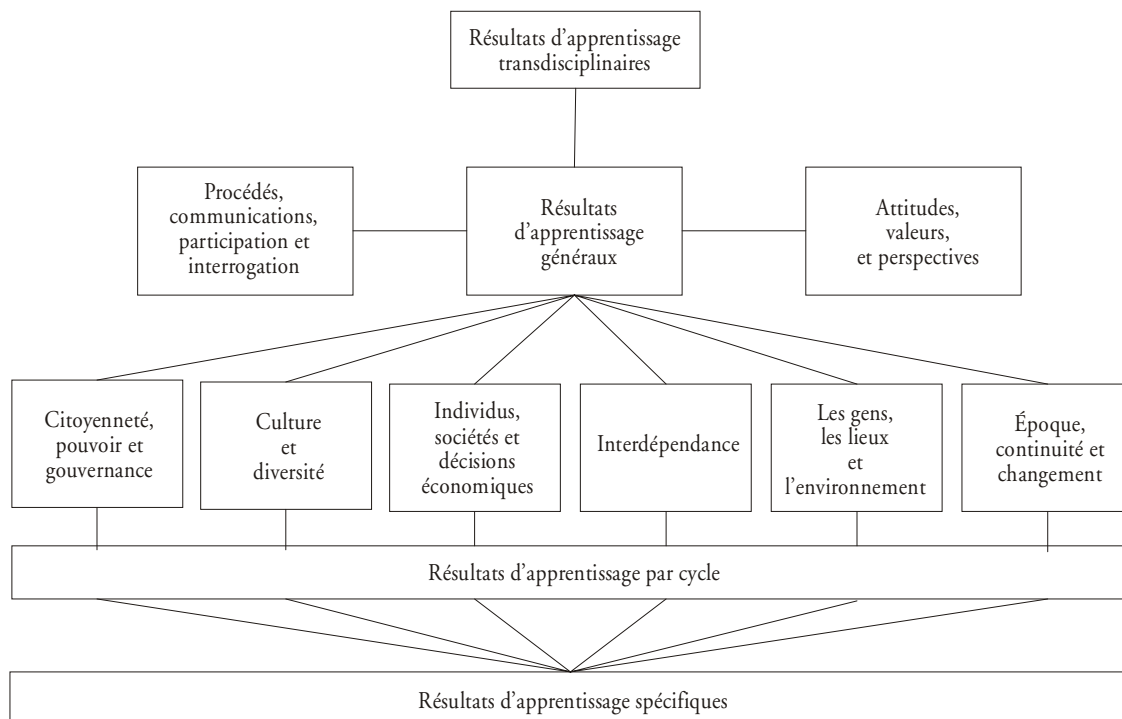 Résultats d'apprentissage
transdisciplinaires
Procédés,
communications,
participation et
interrogation
Résultats
d'apprentissage
généraux
Attitudes,
valeurs,
et perspectives
Citoyenneté,
pouvoir et
gouvernance
Culture
et
diversité
Individus,
sociétés et
décisions
économiques
Interdépendance
Les gens,
les lieux
et
l'environnement
Époque,
continuité et
changement
Résultats d'apprentissage par cycle
Résultats d'apprentissage spécifiques